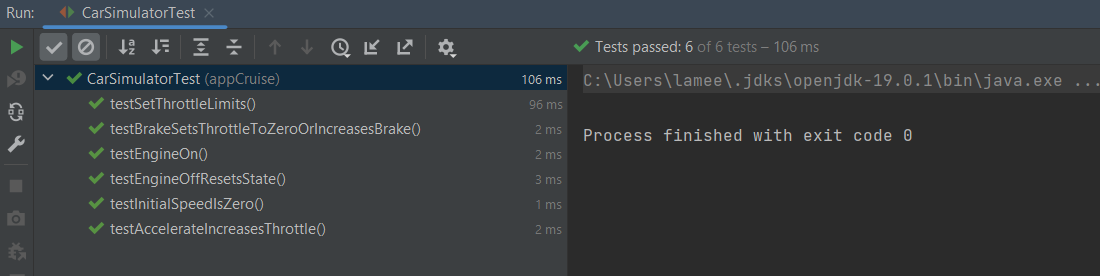 Run: CarSimulatorTest ×
Tests passed: 6 of 6 tests – 106 ms
CarSimulatorTest (appCruise) 106 ms
testSetThrottleLimits() 96 ms
testBrakeSetsThrottleToZeroOrIncreasesBrake() 2 ms
testEngineOn() 2 ms
testEngineOffResetsState() 3 ms
testInitialSpeedIsZero() 1 ms
testAccelerateIncreasesThrottle() 2 ms
C:\Users\lamee\.jdks\openjdk-19.0.1\bin\java.exe ...
Process finished with exit code 0